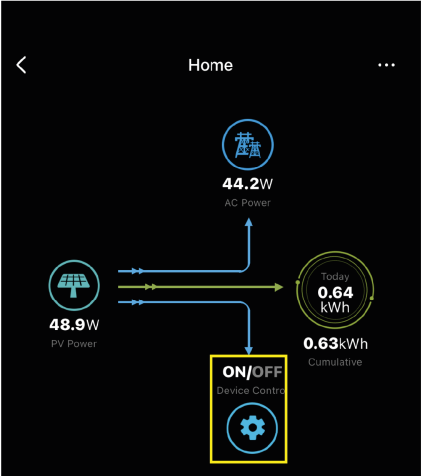 Home
44.2W
AC Power
Today
0.64
kWh
48.9W
PV Power
0.63kWh
Cumulative
ON/OFF
Device Contro